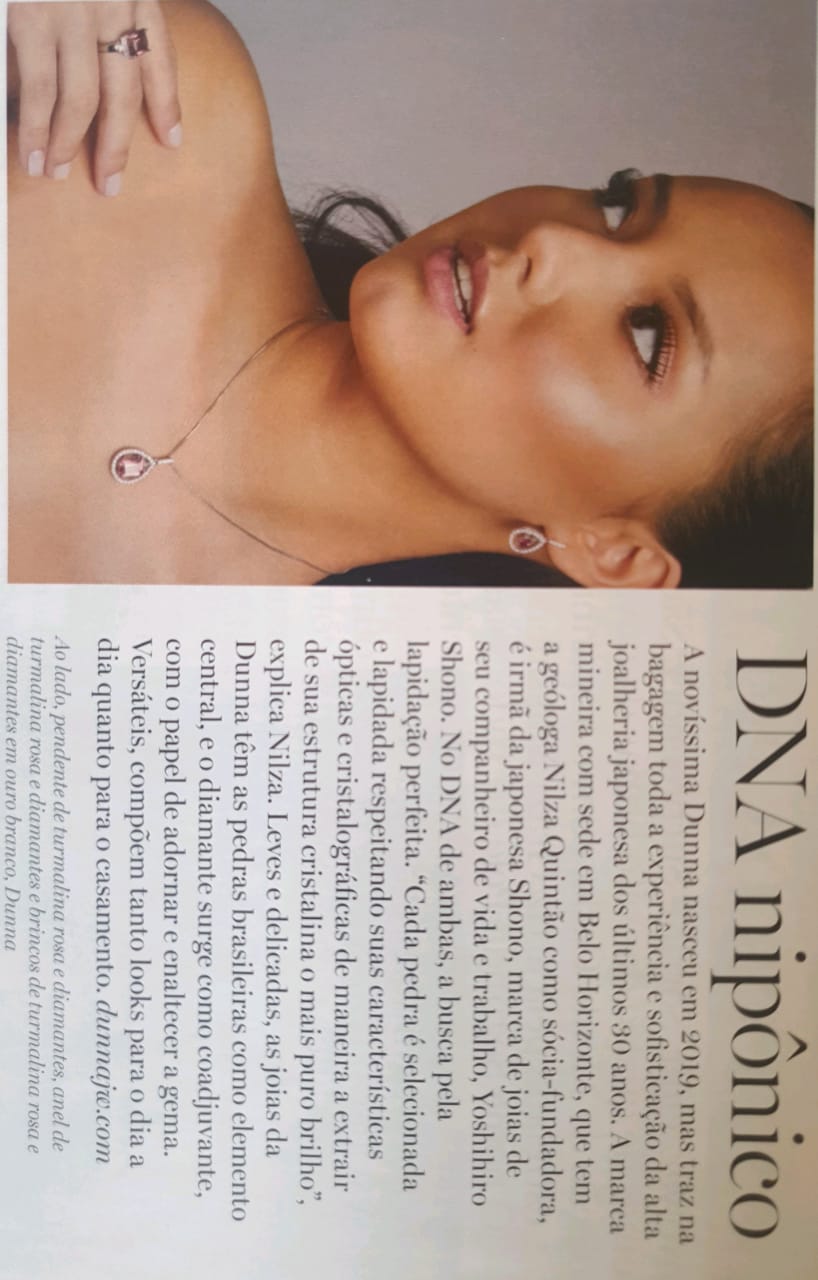 DNA nipônico
A novíssima Dunna nasceu em 2019, mas traz na
bagagem toda a experiência e sofisticação da alta
joalheria japonesa dos últimos 30 anos. A marca
mineira com sede em Belo Horizonte, que tem
a geóloga Nilza Quintão como sócia-fundadora,
é irmã da japonesa Shono, marca de joias de
seu companheiro de vida e trabalho, Yoshihiro
Shono. No DNA de ambas, a busca pela
lapidação perfeita. “Cada pedra é selecionada
e lapidada respeitando suas características
ópticas e cristalográficas de maneira a extrair
de sua estrutura cristalina o mais puro brilho”,
explica Nilza. Leves e delicadas, as joias da
Dunna têm as pedras brasileiras como elemento
central, e o diamante surge como coadjuvante,
com o papel de adornar e enaltecer a gema.
Versáteis, compõem tanto looks para o dia a
dia quanto para o casamento. dunnajw.com
Ao lado, pendente de turmalina rosa e diamantes, anel de
turmalina rosa e diamantes e brincos de turmalina rosa e
diamantes em ouro branco, Dunna